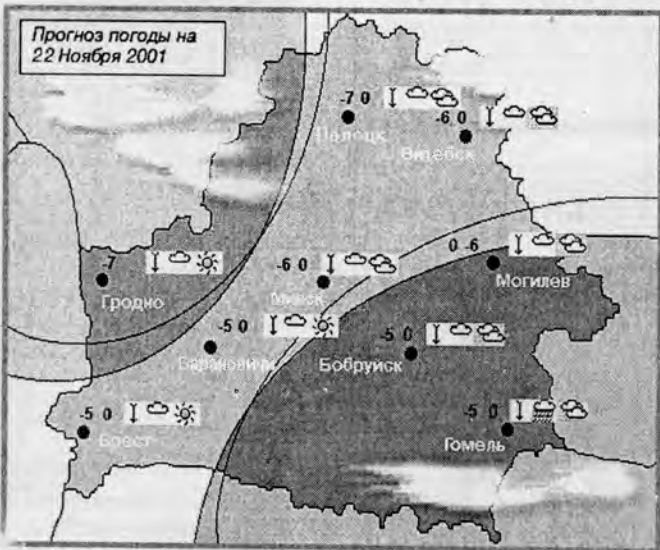 Прогноз погоды на
22 Ноября 2001
-7 0
Полоцк
-6 0
Витебск
-7
Гродно
-6 0
Минск
0 -6
Могилев
-5 0
Барановичи
-5 0
Бобруйск
-5 0
Брест
-5 0
Гомель